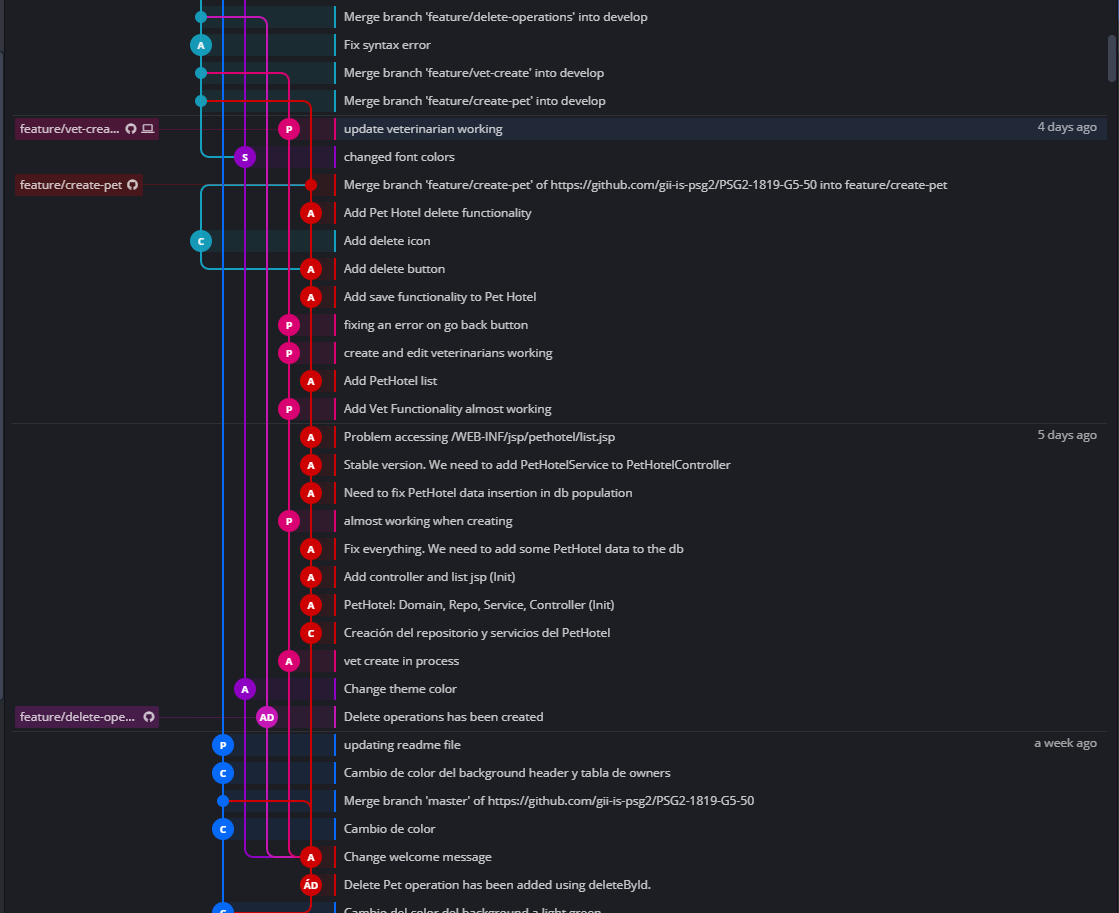 Merge branch 'feature/delete-operations' into develop
A Fix syntax error
Merge branch 'feature/vet-create' into develop
Merge branch 'feature/create-pet' into develop
feature/vet-crea... P update veterinarian working 4 days ago
S changed font colors
feature/create-pet Merge branch 'feature/create-pet' of https://github.com/gii-is-psg2/PSG2-1819-G5-50 into feature/create-pet
A Add Pet Hotel delete functionality
C Add delete icon
A Add delete button
A Add save functionality to Pet Hotel
P fixing an error on go back button
P create and edit veterinarians working
A Add PetHotel list
P Add Vet Functionality almost working
A Problem accessing /WEB-INF/jsp/pethotel/list.jsp 5 days ago
A Stable version. We need to add PetHotelService to PetHotelController
A Need to fix PetHotel data insertion in db population
P almost working when creating
A Fix everything. We need to add some PetHotel data to the db
A Add controller and list jsp (Init)
A PetHotel: Domain, Repo, Service, Controller (Init)
C Creación del repositorio y servicios del PetHotel
A vet create in process
A Change theme color
feature/delete-ope... AD Delete operations has been created
P updating readme file a week ago
C Cambio de color del background header y tabla de owners
Merge branch 'master' of https://github.com/gii-is-psg2/PSG2-1819-G5-50
C Cambio de color
A Change welcome message
ÁD Delete Pet operation has been added using deleteById.
C Cambio del color del background a light green